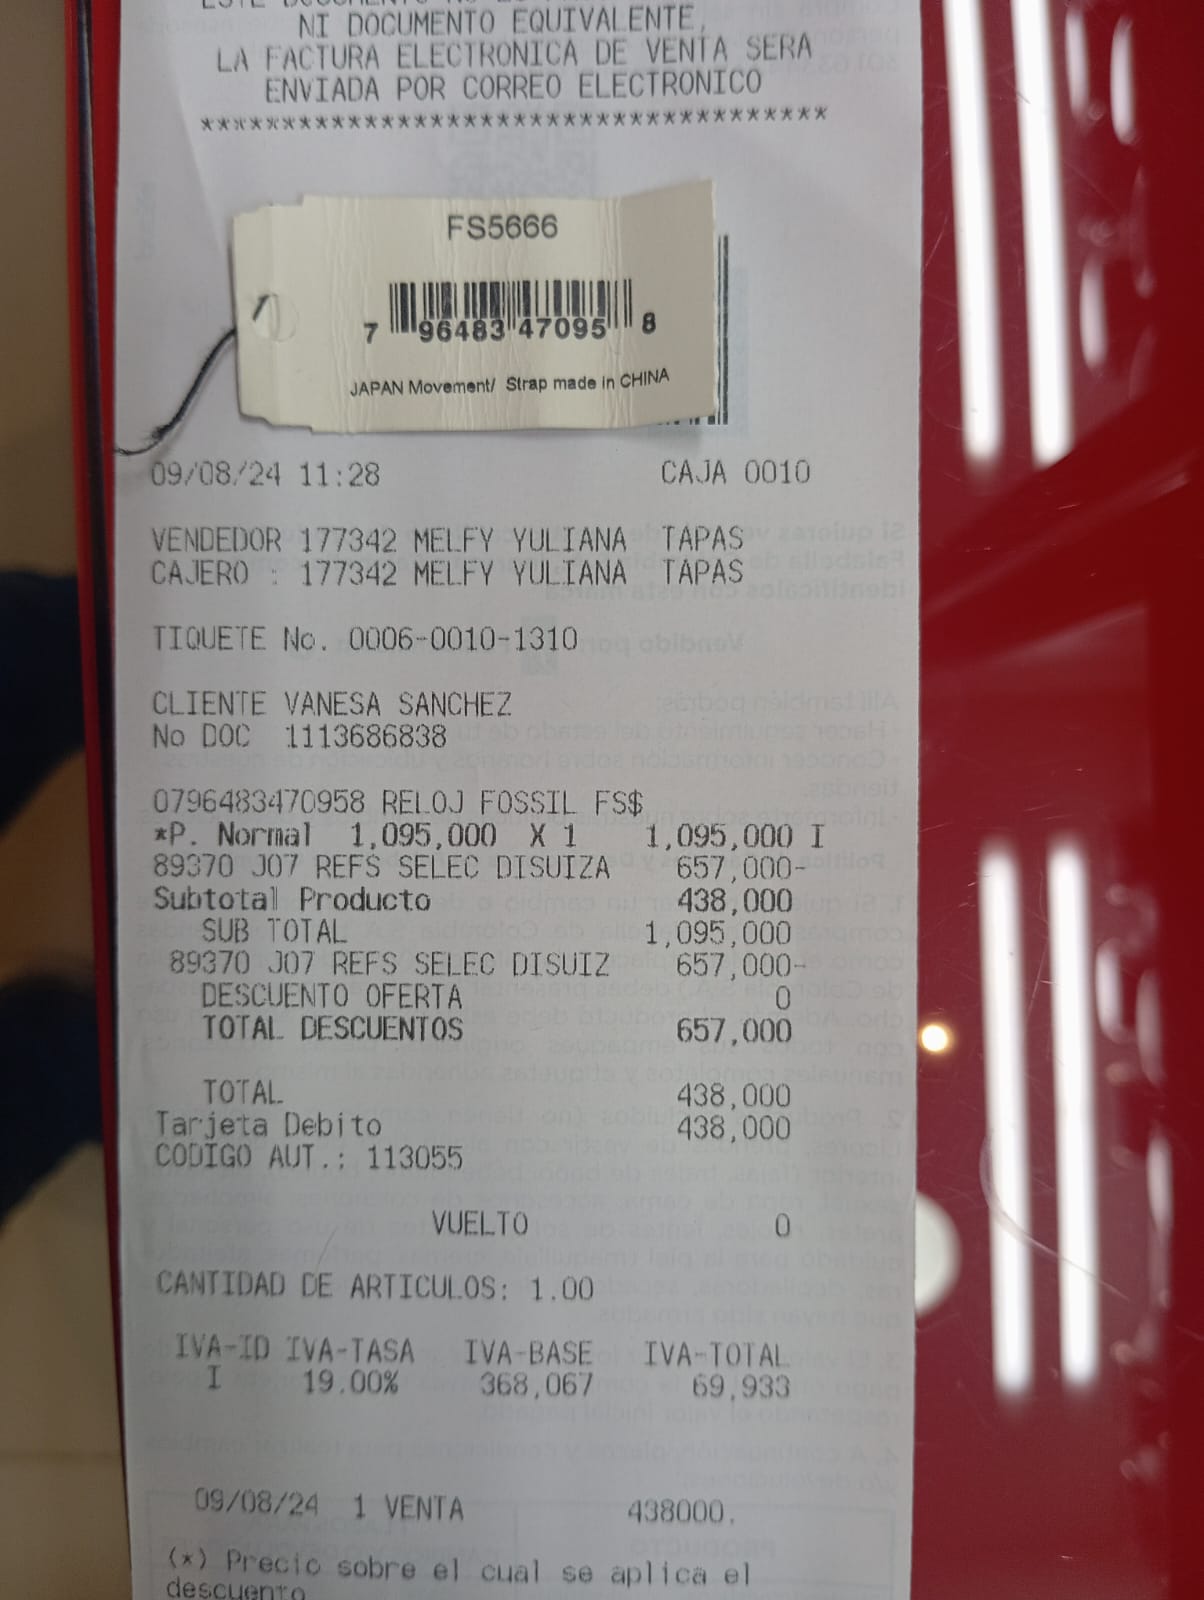 NI DOCUMENTO EQUIVALENTE,
LA FACTURA ELECTRONICA DE VENTA SERA
ENVIADA POR CORREO ELECTRONICO
**************************************
FS5666
7 96483 47095 8
JAPAN Movement/ Strap made in CHINA
09/08/24 11:28 CAJA 0010
VENDEDOR 177342 MELFY YULIANA TAPAS
CAJERO : 177342 MELFY YULIANA TAPAS
TIQUETE No. 0006-0010-1310
CLIENTE VANESA SANCHEZ
No DOC 1113686838
0796483470958 RELOJ FOSSIL FS$
*P. Normal 1,095,000 X 1 1,095,000 I
89370 J07 REFS SELEC DISUIZA 657,000-
Subtotal Producto 438,000
SUB TOTAL 1,095,000
89370 J07 REFS SELEC DISUIZ 657,000-
DESCUENTO OFERTA 0
TOTAL DESCUENTOS 657,000
TOTAL 438,000
Tarjeta Debito 438,000
CODIGO AUT.: 113055
VUELTO 0
CANTIDAD DE ARTICULOS: 1.00
IVA-ID IVA-TASA IVA-BASE IVA-TOTAL
I 19.00% 368,067 69,933
09/08/24 1 VENTA 438000.
(*) Precio sobre el cual se aplica el
descuento